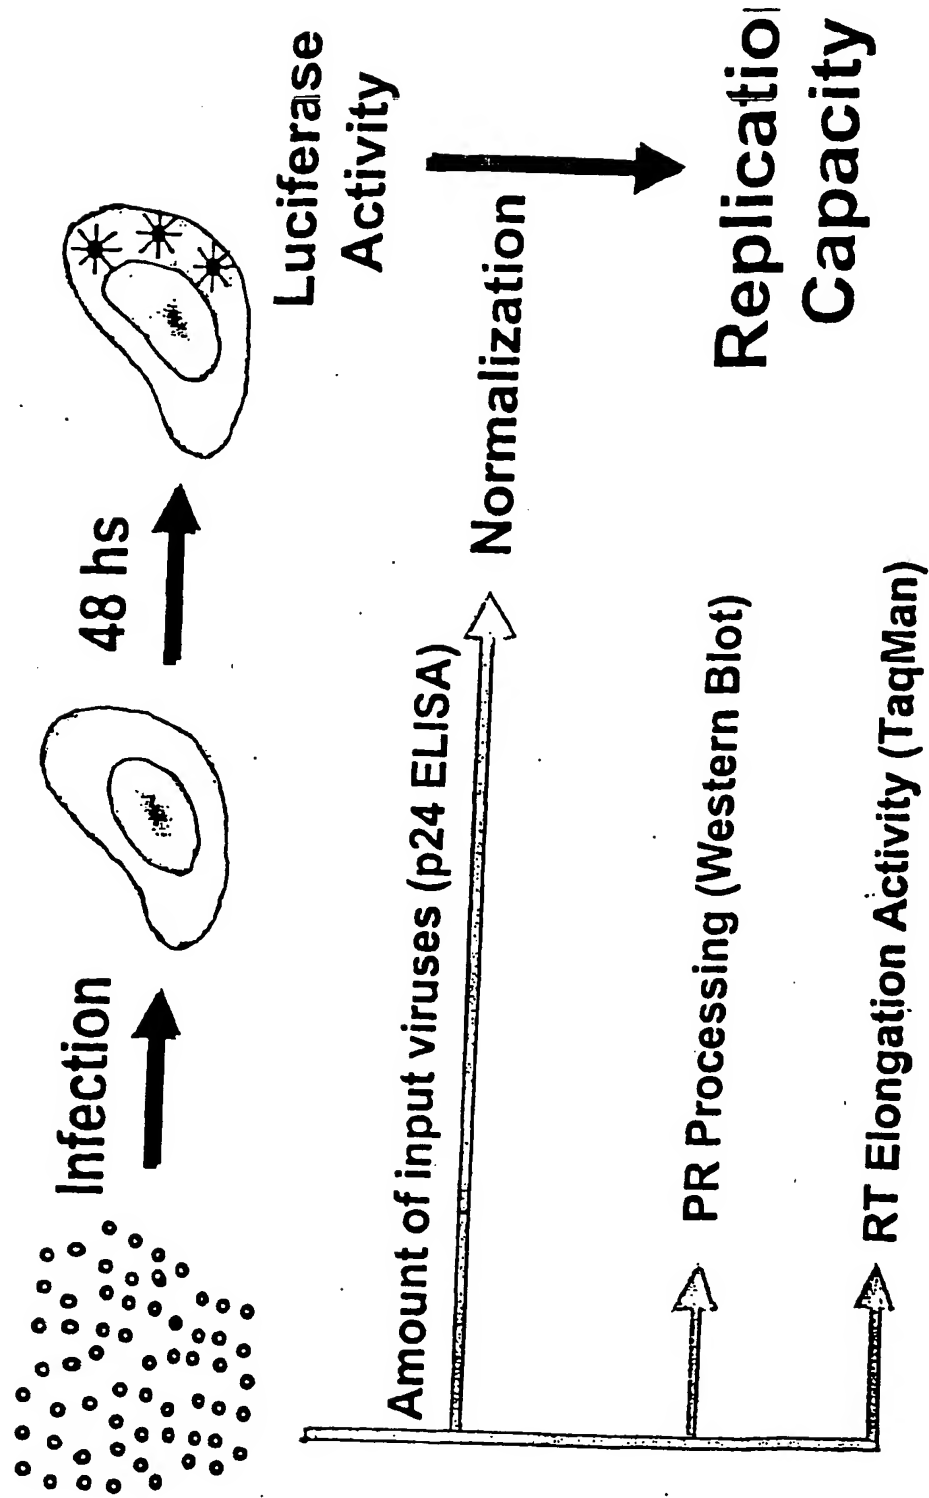 Infection
48 hs
Luciferase
Activity
Amount of input viruses (p24 ELISA)
Normalization
PR Processing (Western Blot)
Replication
Capacity
RT Elongation Activity (TaqMan)